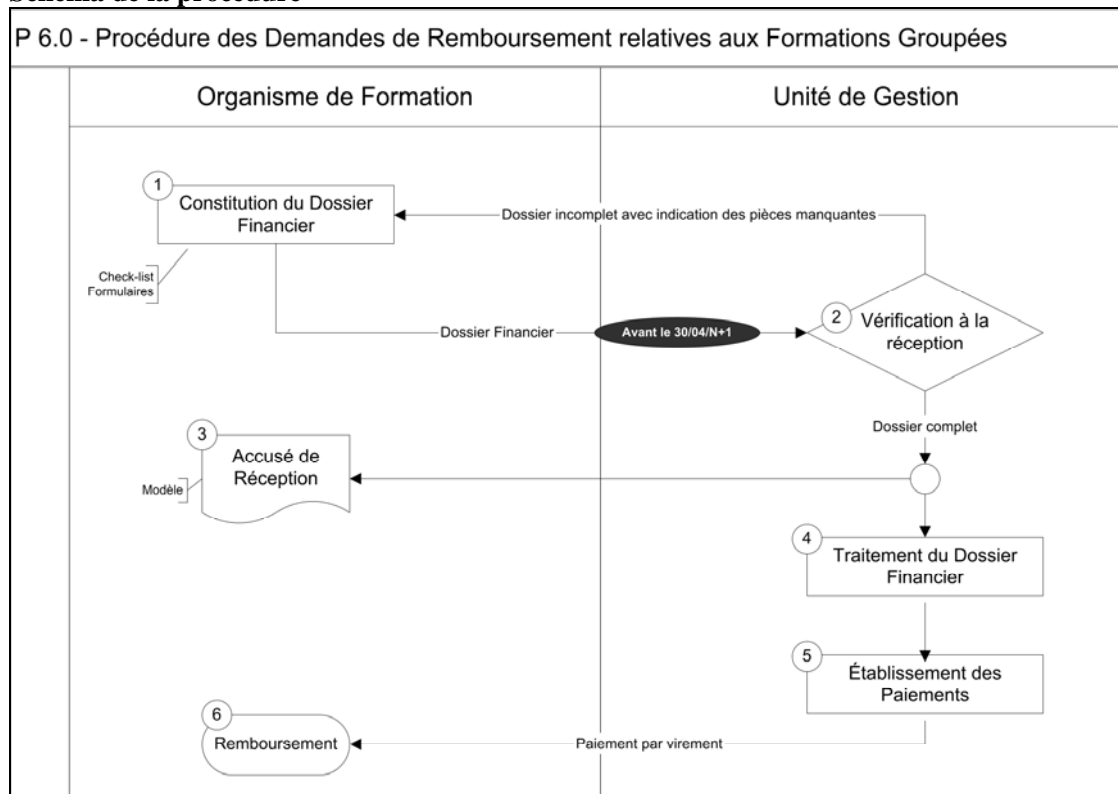 Schéma de la procédure
P 6.0 - Procédure des Demandes de Remboursement relatives aux Formations Groupées
Organisme de Formation
Unité de Gestion
1
Constitution du Dossier
Financier
Dossier incomplet avec indication des pièces manquantes
Check-list
Formulaires
Dossier Financier
Avant le 30/04/N+1
2
Vérification à la
réception
Dossier complet
3
Accusé de
Réception
Modèle
4
Traitement du Dossier
Financier
5
Établissement des
Paiements
6
Remboursement
Paiement par virement